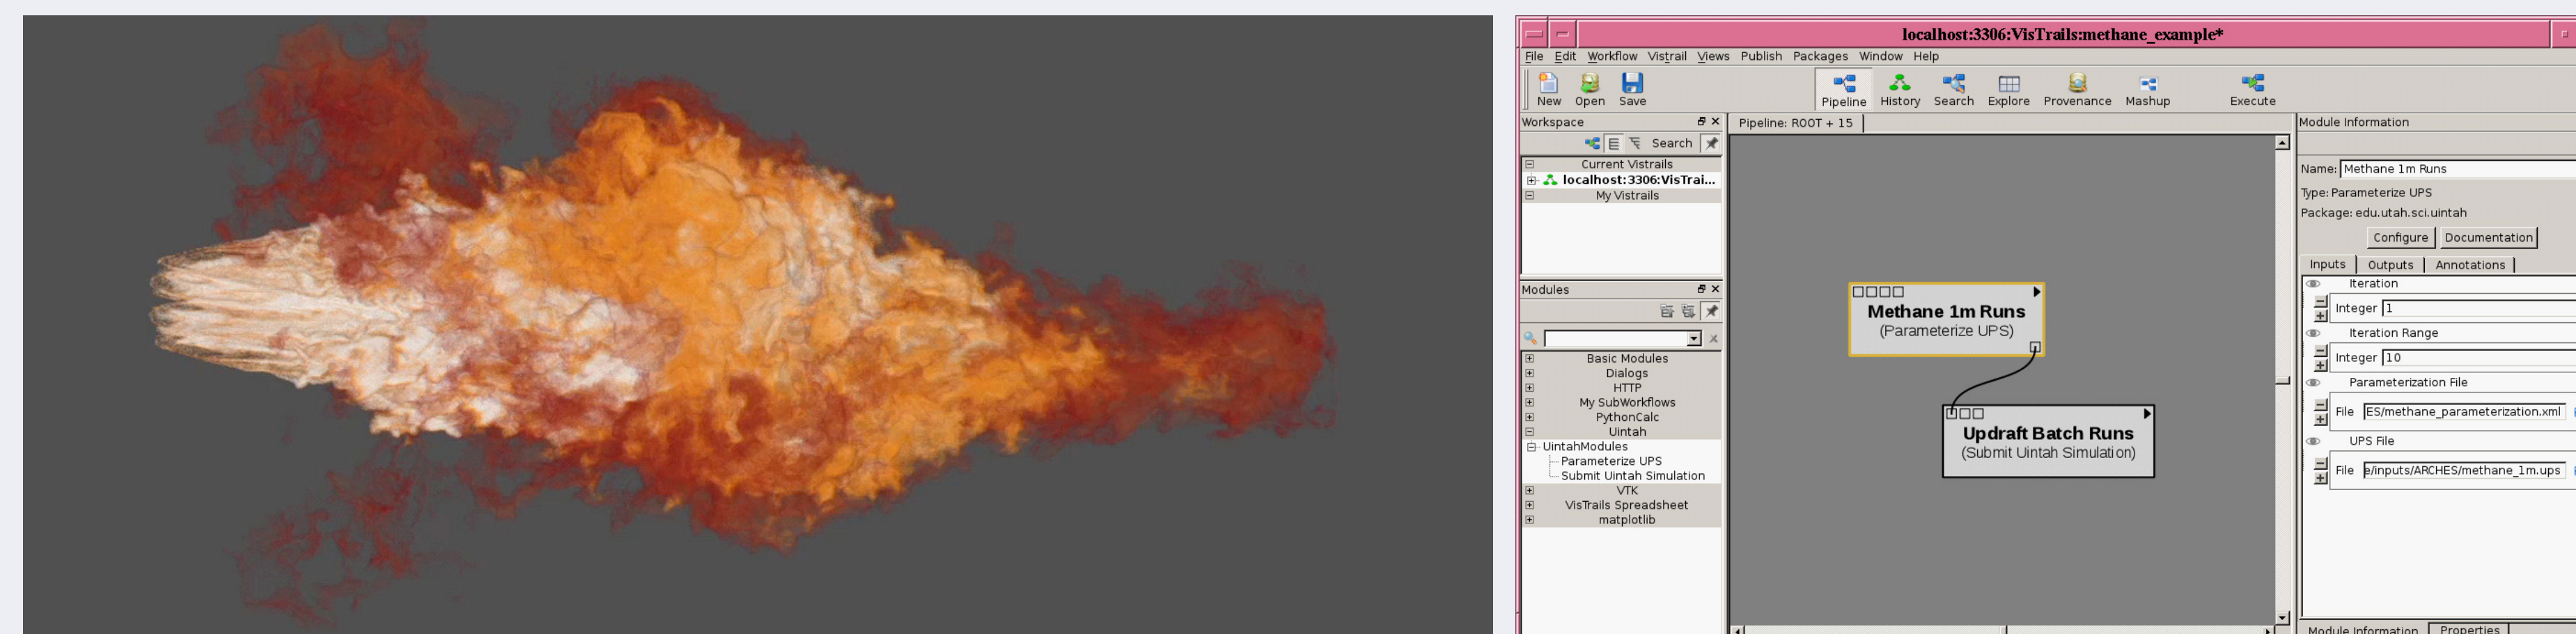 localhost:3306:VisTrails:methane_example*
File Edit Workflow Vistrail Views Publish Packages Window Help
New Open Save Pipeline History Search Explore Provenance Mashup Execute
Workspace
Search
Current Vistrails
localhost:3306:VisTrai...
My Vistrails
Modules
Basic Modules
Dialogs
HTTP
My SubWorkflows
PythonCalc
Uintah
UintahModules
Parameterize UPS
Submit Uintah Simulation
VTK
VisTrails Spreadsheet
matplotlib
Pipeline: ROOT + 15
Methane 1m Runs
(Parameterize UPS)
Updraft Batch Runs
(Submit Uintah Simulation)
Module Information
Name: Methane 1m Runs
Type: Parameterize UPS
Package: edu.utah.sci.uintah
Configure Documentation
Inputs Outputs Annotations
Iteration
Integer 1
Iteration Range
Integer 10
Parameterization File
File ES/methane_parameterization.xml
UPS File
File e/inputs/ARCHES/methane_1m.ups
Module Information Properties